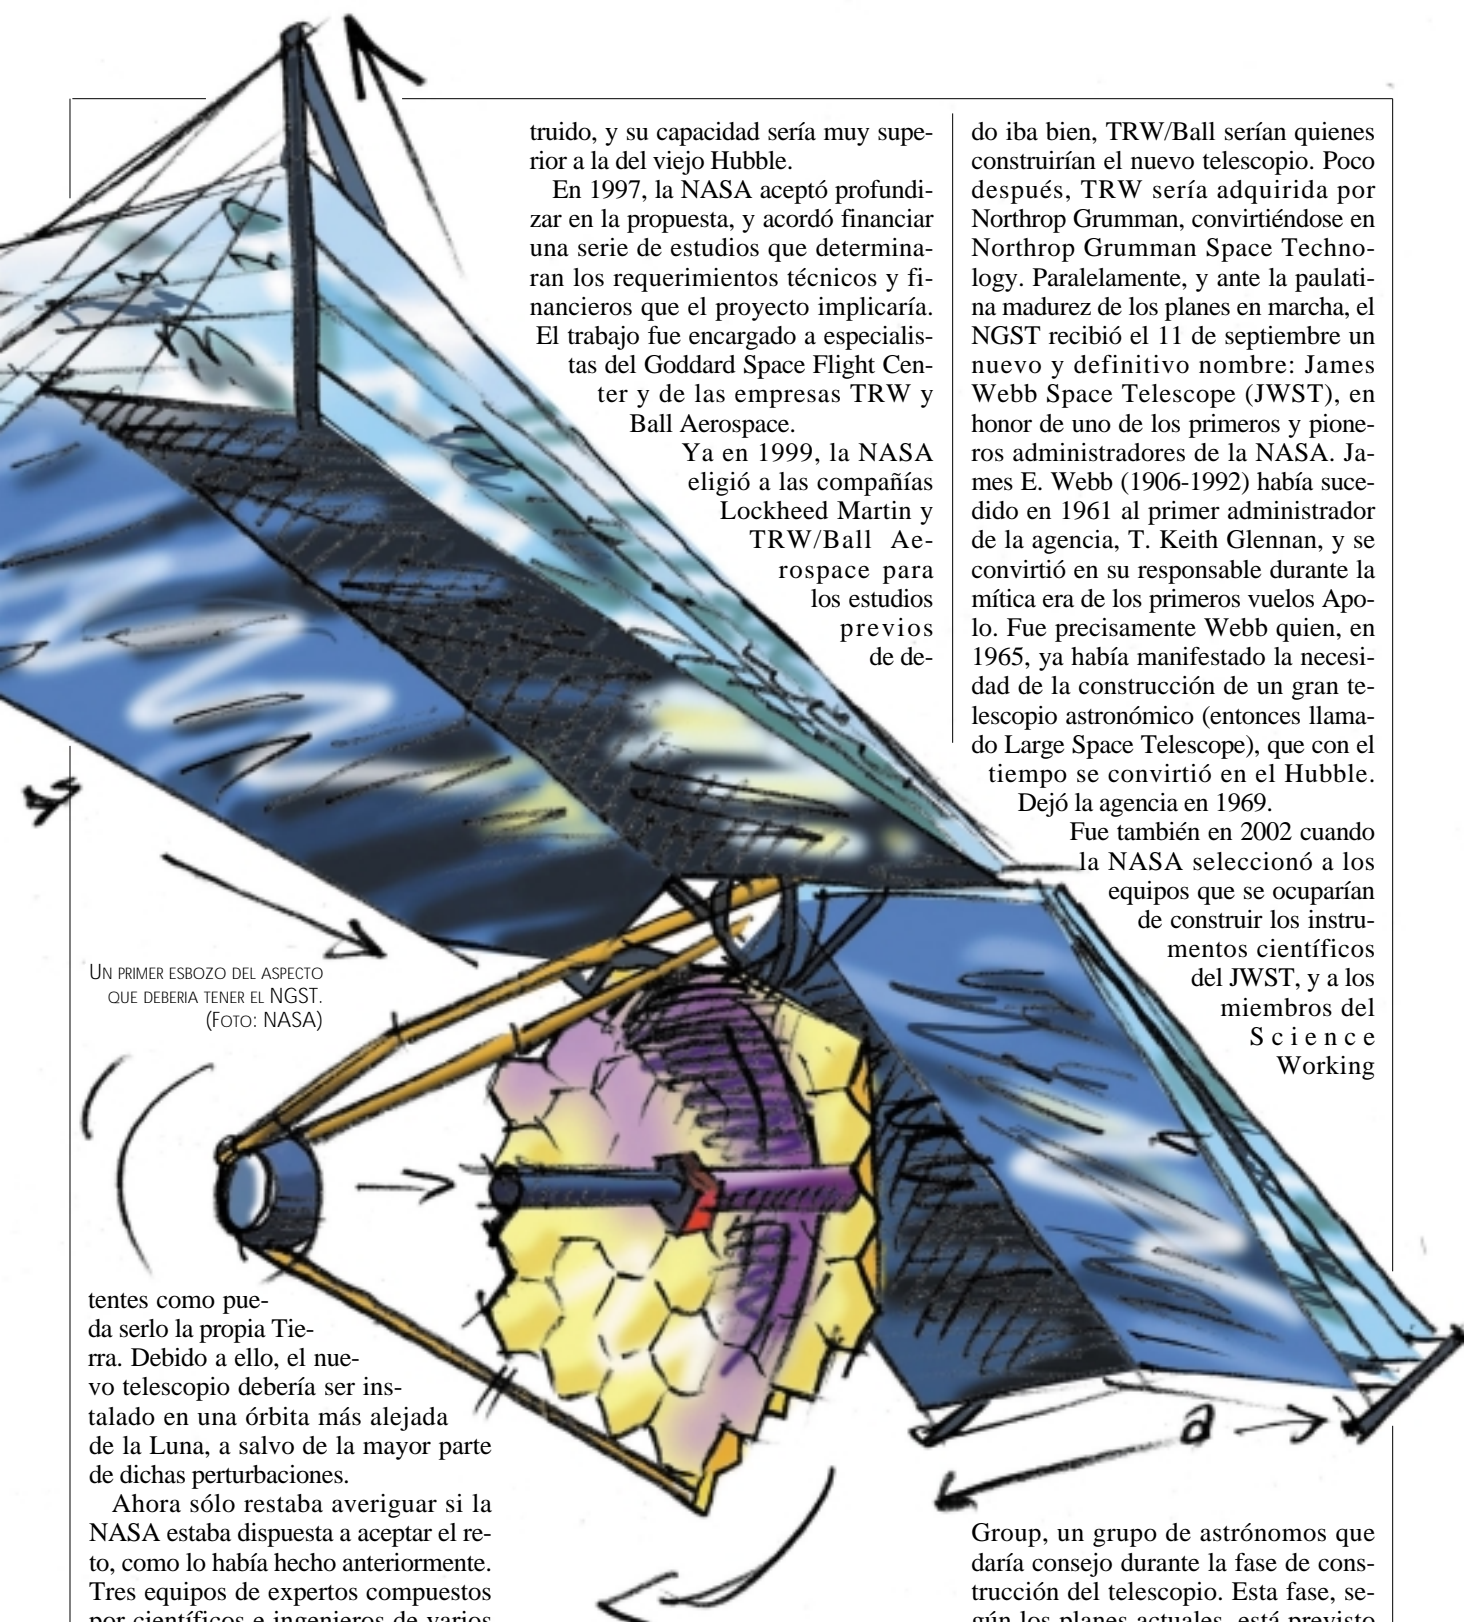 UN PRIMER ESBOZO DEL ASPECTO
QUE DEBERIA TENER EL NGST.
(FOTO: NASA)
tentes como pue-
da serlo la propia Tie-
rra. Debido a ello, el nue-
vo telescopio debería ser ins-
talado en una órbita más alejada
de la Luna, a salvo de la mayor parte
de dichas perturbaciones.
Ahora sólo restaba averiguar si la
NASA estaba dispuesta a aceptar el re-
to, como lo había hecho anteriormente.
Tres equipos de expertos compuestos
por científicos e ingenieros de varios
truido, y su capacidad sería muy supe-
rior a la del viejo Hubble.
En 1997, la NASA aceptó profundi-
zar en la propuesta, y acordó financiar
una serie de estudios que determina-
ran los requerimientos técnicos y fi-
nancieros que el proyecto implicaría.
El trabajo fue encargado a especialis-
tas del Goddard Space Flight Cen-
ter y de las empresas TRW y
Ball Aerospace.
Ya en 1999, la NASA
eligió a las compañías
Lockheed Martin y
TRW/Ball Ae-
rospace para
los estudios
previos
de de-
do iba bien, TRW/Ball serían quienes
construirían el nuevo telescopio. Poco
después, TRW sería adquirida por
Northrop Grumman, convirtiéndose en
Northrop Grumman Space Techno-
logy. Paralelamente, y ante la paulati-
na madurez de los planes en marcha, el
NGST recibió el 11 de septiembre un
nuevo y definitivo nombre: James
Webb Space Telescope (JWST), en
honor de uno de los primeros y pione-
ros administradores de la NASA. Ja-
mes E. Webb (1906-1992) había suce-
dido en 1961 al primer administrador
de la agencia, T. Keith Glennan, y se
convirtió en su responsable durante la
mítica era de los primeros vuelos Apo-
lo. Fue precisamente Webb quien, en
1965, ya había manifestado la necesi-
dad de la construcción de un gran te-
lescopio astronómico (entonces llama-
do Large Space Telescope), que con el
tiempo se convirtió en el Hubble.
Dejó la agencia en 1969.
Fue también en 2002 cuando
la NASA seleccionó a los
equipos que se ocuparían
de construir los instru-
mentos científicos
del JWST, y a los
miembros del
Science
Working
a
Group, un grupo de astrónomos que
daría consejo durante la fase de cons-
trucción del telescopio. Esta fase, se-
gún los planes actuales, está previsto